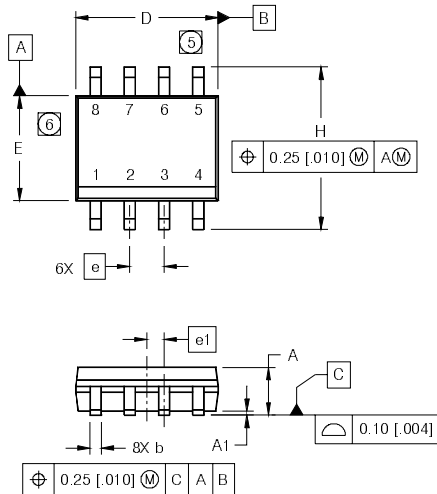 D
B
5
A
8 7 6 5
6
E
H
0.25 [.010] Ⓜ A Ⓜ
1 2 3 4
6X e
e1
A
C
A1
8X b
0.10 [.004]
0.25 [.010] Ⓜ C A B